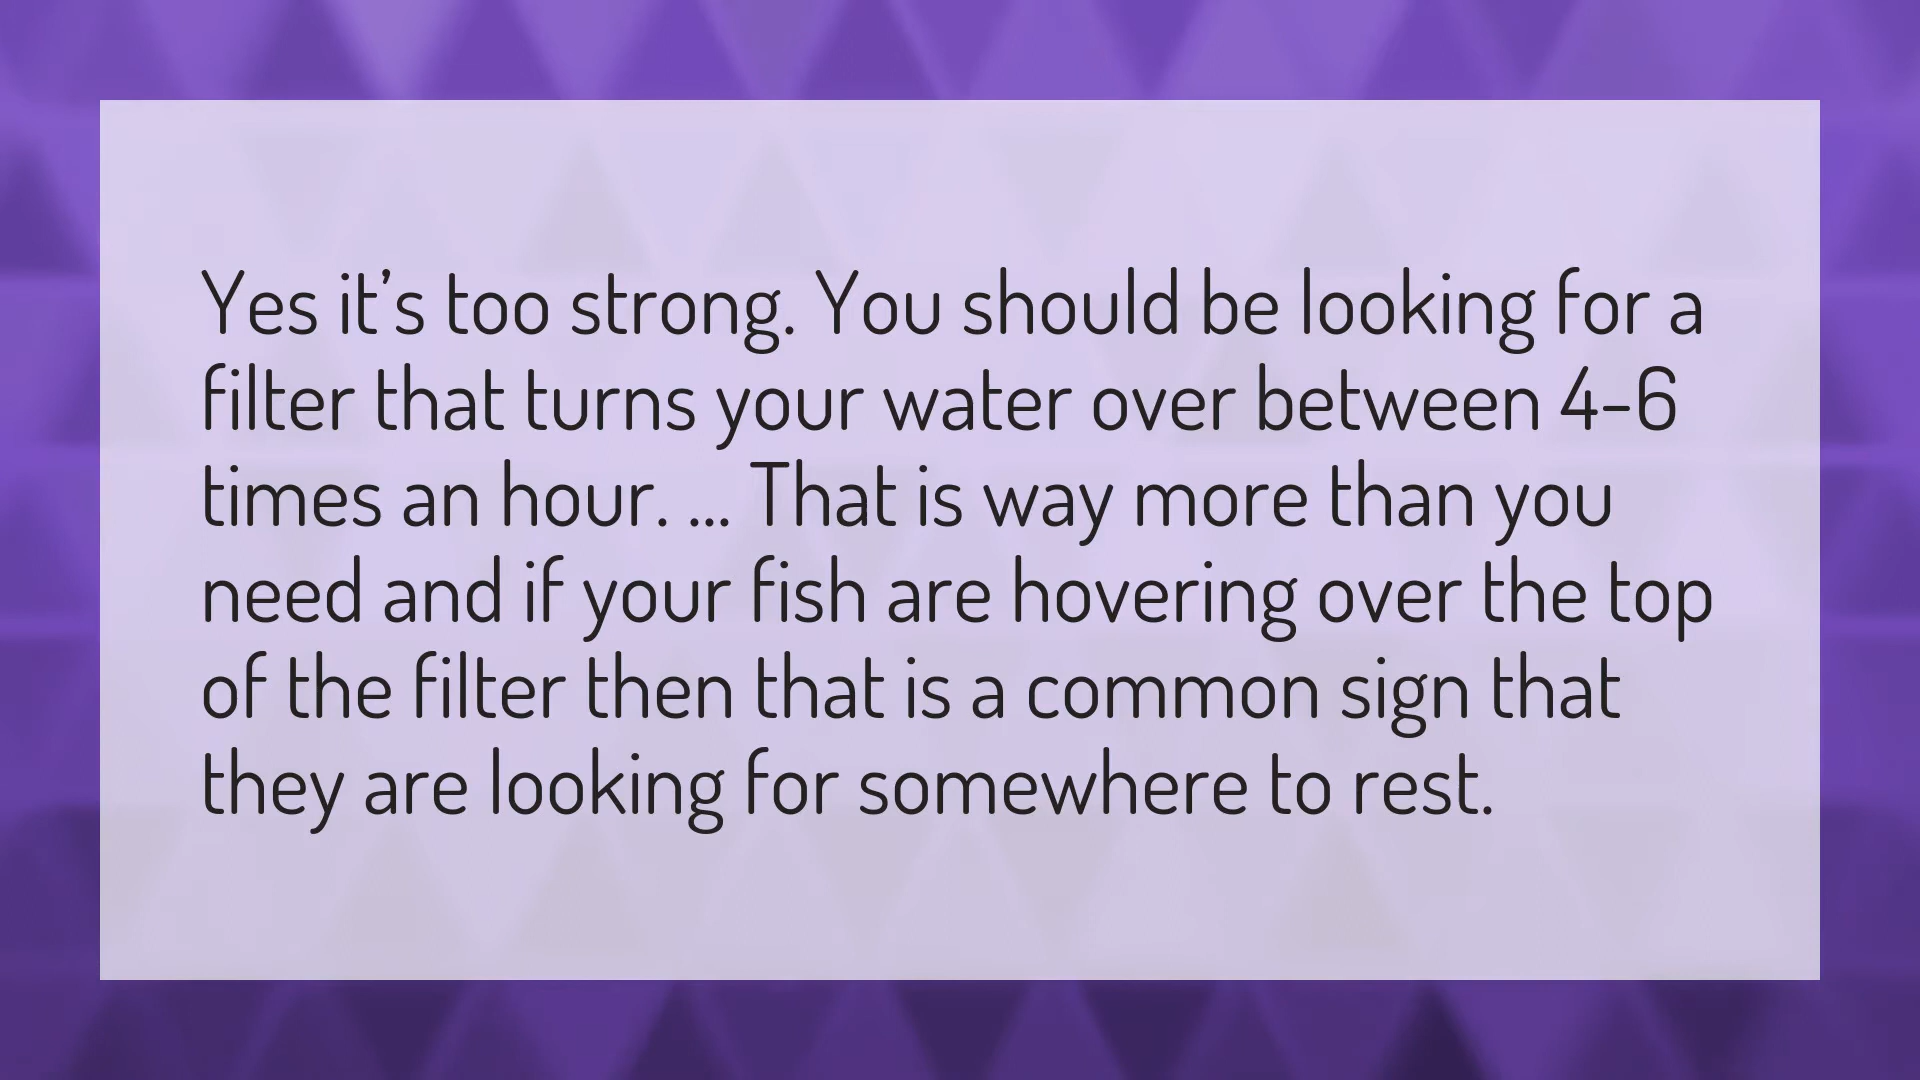 Yes it’s too strong. You should be looking for a
filter that turns your water over between 4-6
times an hour. ... That is way more than you
need and if your fish are hovering over the top
of the filter then that is a common sign that
they are looking for somewhere to rest.